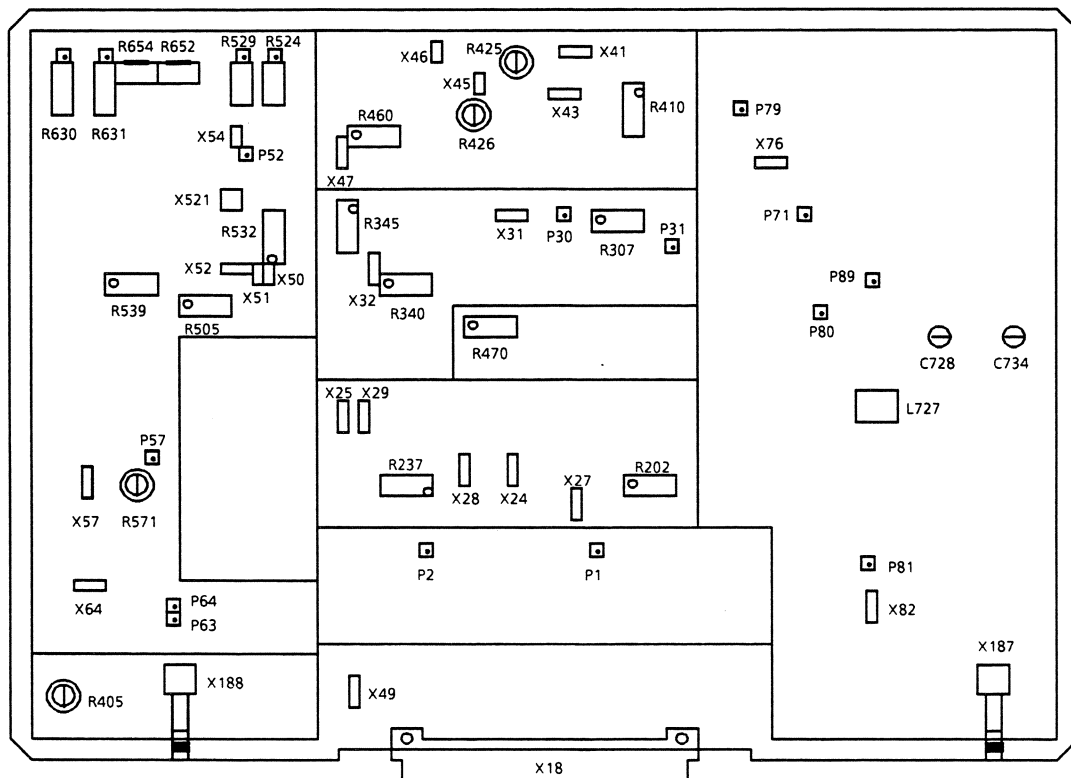 R654 R652 R529 R524
R630 R631
X54
P52
X521
R532
X52
X51
X50
R539
R505
P57
X57
R571
X64
P64
P63
R405
X188
X46
R425
X41
X45
X43
R410
R460
R426
X47
R345
X31
P30
R307
P31
X32
R340
R470
X25 X29
R237
X28
X24
X27
R202
P2
P1
X49
X18
P79
X76
P71
P89
P80
C728
C734
L727
P81
X82
X187